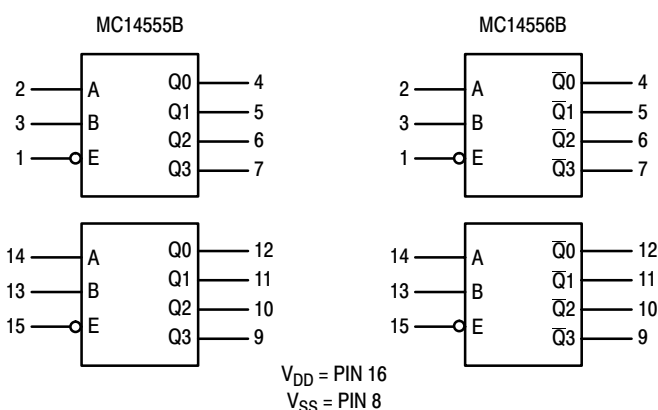 MC14555B
2 A Q0 4
Q1 5
3 B Q2 6
1 E Q3 7
14 A Q0 12
Q1 11
13 B Q2 10
15 E Q3 9
MC14556B
2 A Q̅0 4
Q̅1 5
3 B Q̅2 6
1 E Q̅3 7
14 A Q̅0 12
Q̅1 11
13 B Q̅2 10
15 E Q̅3 9
VDD = PIN 16
VSS = PIN 8